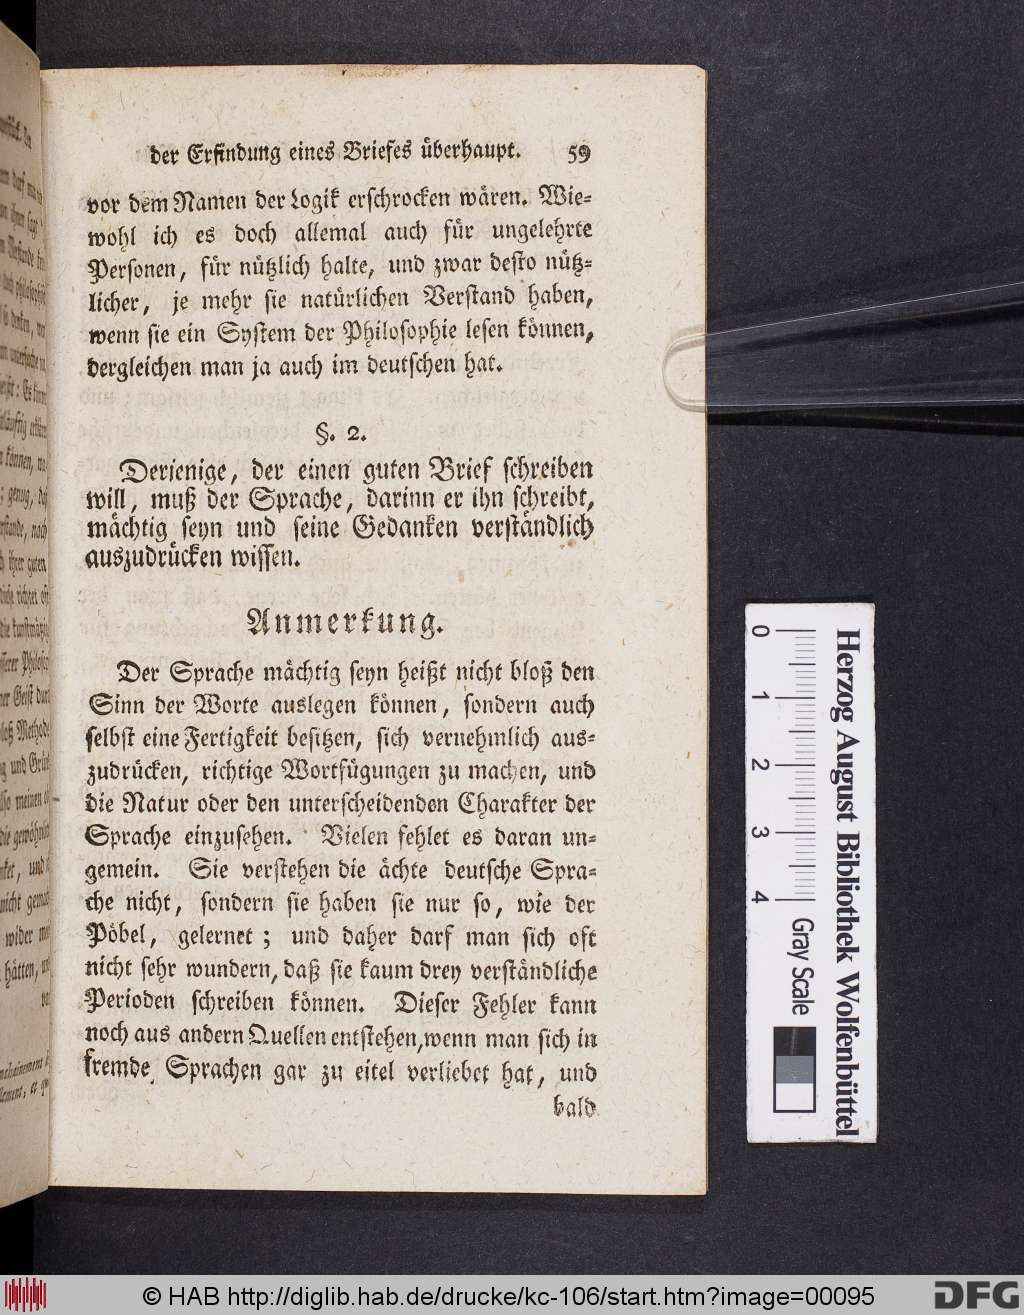 der Erfindung eines Briefes überhaupt. 59
vor dem Namen der Logik erschrocken wären. Wie=
wohl ich es doch allemal auch für ungelehrte
Personen, für nützlich halte, und zwar desto nütz=
licher, je mehr sie natürlichen Verstand haben,
wenn sie ein System der Philosophie lesen können,
dergleichen man ja auch im deutschen hat.
§. 2.
Derjenige, der einen guten Brief schreiben
will, muß der Sprache, darinn er ihn schreibt,
mächtig seyn und seine Gedanken verständlich
auszudrücken wissen.
Anmerkung.
Der Sprache mächtig seyn heißt nicht bloß den
Sinn der Worte auslegen können, sondern auch
selbst eine Fertigkeit besitzen, sich vernehmlich aus=
zudrücken, richtige Wortfügungen zu machen, und
die Natur oder den unterscheidenden Charakter der
Sprache einzusehen. Vielen fehlet es daran un=
gemein. Sie verstehen die ächte deutsche Spra=
che nicht, sondern sie haben sie nur so, wie der
Pöbel, gelernet; und daher darf man sich oft
nicht sehr wundern, daß sie kaum drey verständliche
Perioden schreiben können. Dieser Fehler kann
noch aus andern Quellen entstehen, wenn man sich in
fremde Sprachen gar zu eitel verliebet hat, und
bald
0 1 2 3 4 Gray Scale
Herzog August Bibliothek Wolfenbüttel
© HAB http://diglib.hab.de/drucke/kc-106/start.htm?image=00095
DFG